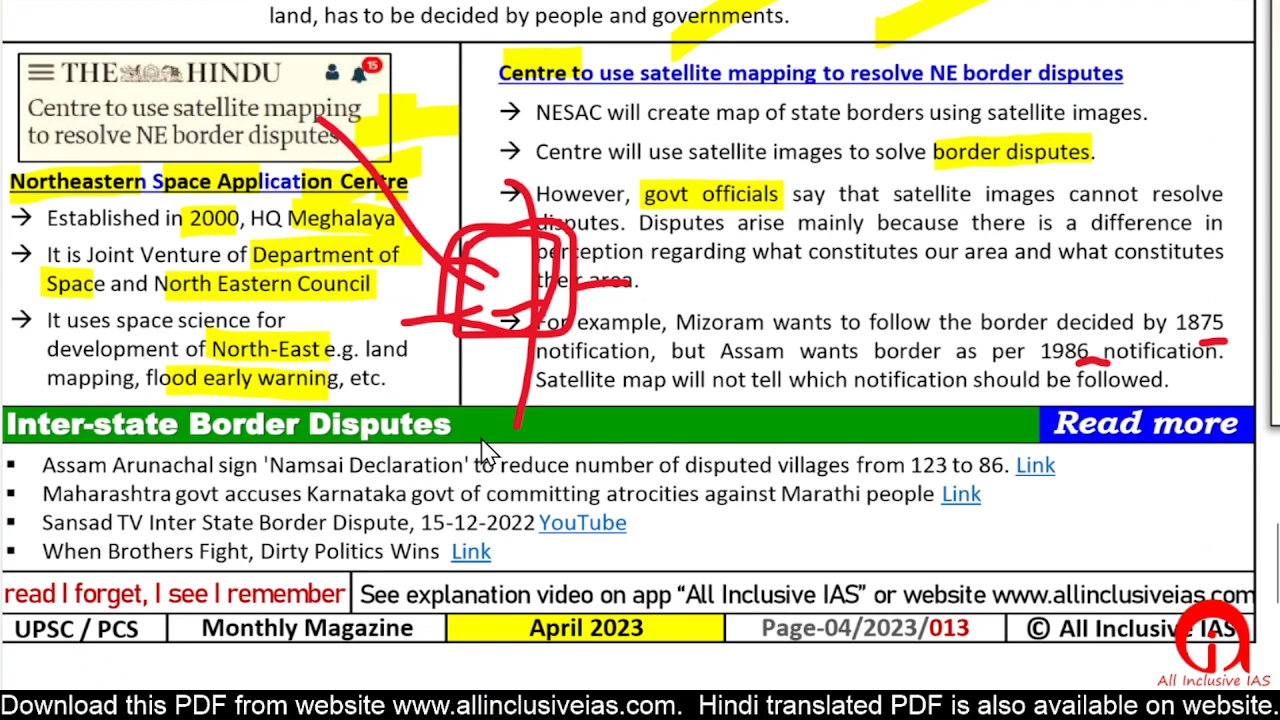 land, has to be decided by people and governments.
THE HINDU
15
Centre to use satellite mapping
to resolve NE border disputes
Northeastern Space Application Centre
→ Established in 2000, HQ Meghalaya
→ It is Joint Venture of Department of
Space and North Eastern Council
→ It uses space science for
development of North-East e.g. land
mapping, flood early warning, etc.
Centre to use satellite mapping to resolve NE border disputes
→ NESAC will create map of state borders using satellite images.
→ Centre will use satellite images to solve border disputes.
→ However, govt officials say that satellite images cannot resolve
disputes. Disputes arise mainly because there is a difference in
perception regarding what constitutes our area and what constitutes
their area.
→ For example, Mizoram wants to follow the border decided by 1875
notification, but Assam wants border as per 1986 notification.
Satellite map will not tell which notification should be followed.
Inter-state Border Disputes Read more
▪ Assam Arunachal sign 'Namsai Declaration' to reduce number of disputed villages from 123 to 86. Link
▪ Maharashtra govt accuses Karnataka govt of committing atrocities against Marathi people Link
▪ Sansad TV Inter State Border Dispute, 15-12-2022 YouTube
▪ When Brothers Fight, Dirty Politics Wins Link
read I forget, I see I remember See explanation video on app “All Inclusive IAS” or website www.allinclusiveias.com
UPSC / PCS Monthly Magazine April 2023 Page-04/2023/013 © All Inclusive IAS
All Inclusive IAS
Download this PDF from website www.allinclusiveias.com. Hindi translated PDF is also available on website.